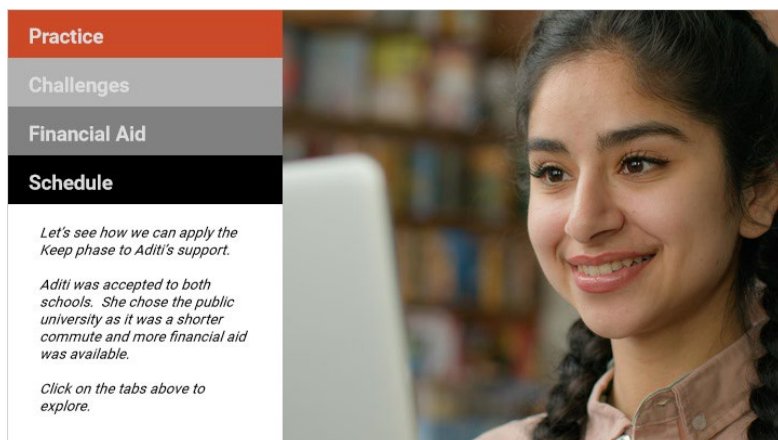 Practice
Challenges
Financial Aid
Schedule
Let's see how we can apply the
Keep phase to Aditi's support.
Aditi was accepted to both
schools.  She chose the public
university as it was a shorter
commute and more financial aid
was available.
Click on the tabs above to
explore.